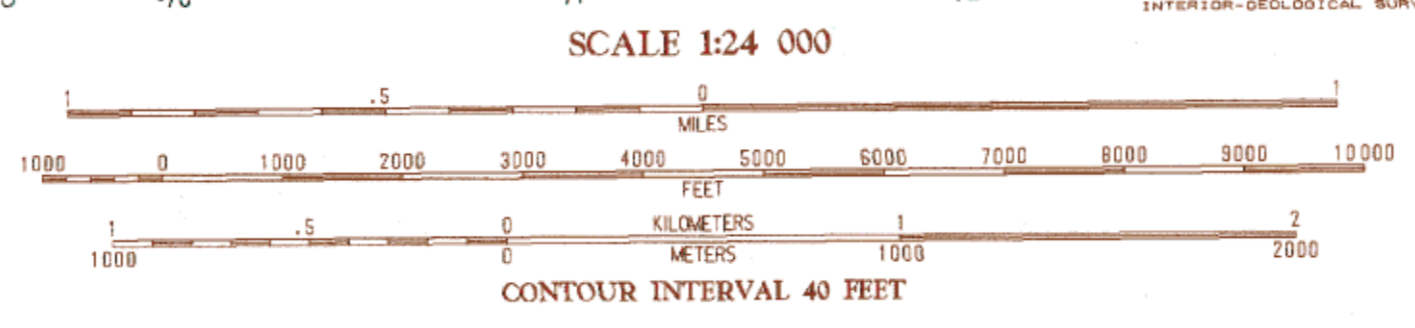 INTERIOR-GEOLOGICAL SURV
SCALE 1:24 000
1 .5 0 1
MILES
1000 0 1000 2000 3000 4000 5000 6000 7000 8000 9000 10000
FEET
1 .5 0 KILOMETERS 1 2
1000 0 METERS 1000 2000
CONTOUR INTERVAL 40 FEET